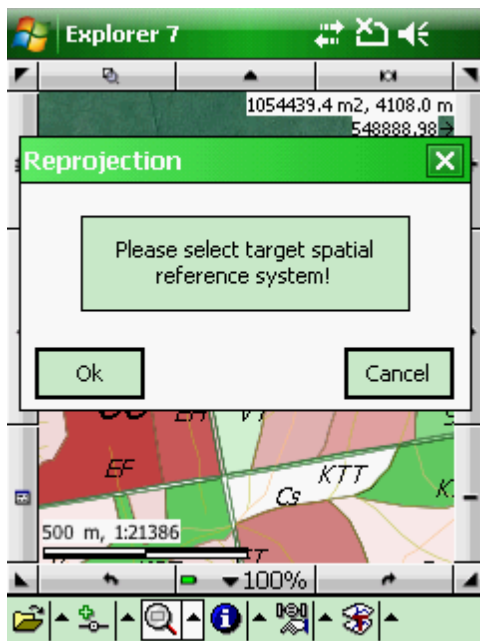 Explorer 7
1054439.4 m2, 4108.0 m
548888.98
Reprojection
Please select target spatial
reference system!
Ok
Cancel
EF
KTT
Cs
K
500 m, 1:21386
100%